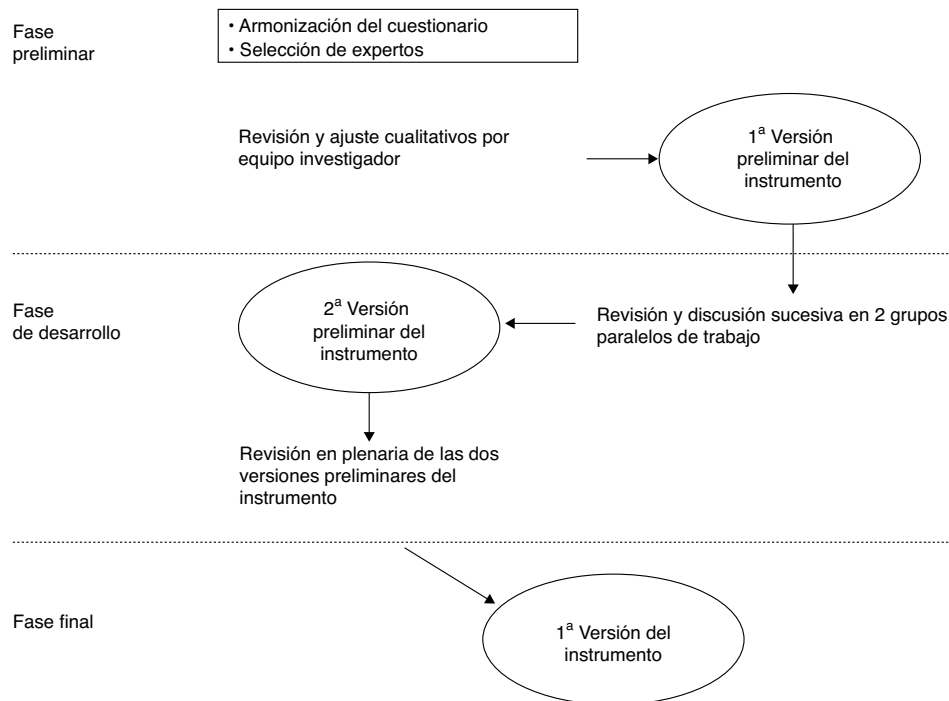 Fase
preliminar
• Armonización del cuestionario
• Selección de expertos
Revisión y ajuste cualitativos por
equipo investigador
1ª Versión
preliminar del
instrumento
Fase
de desarrollo
2ª Versión
preliminar del
instrumento
Revisión y discusión sucesiva en 2 grupos
paralelos de trabajo
Revisión en plenaria de las dos
versiones preliminares del
instrumento
Fase final
1ª Versión del
instrumento